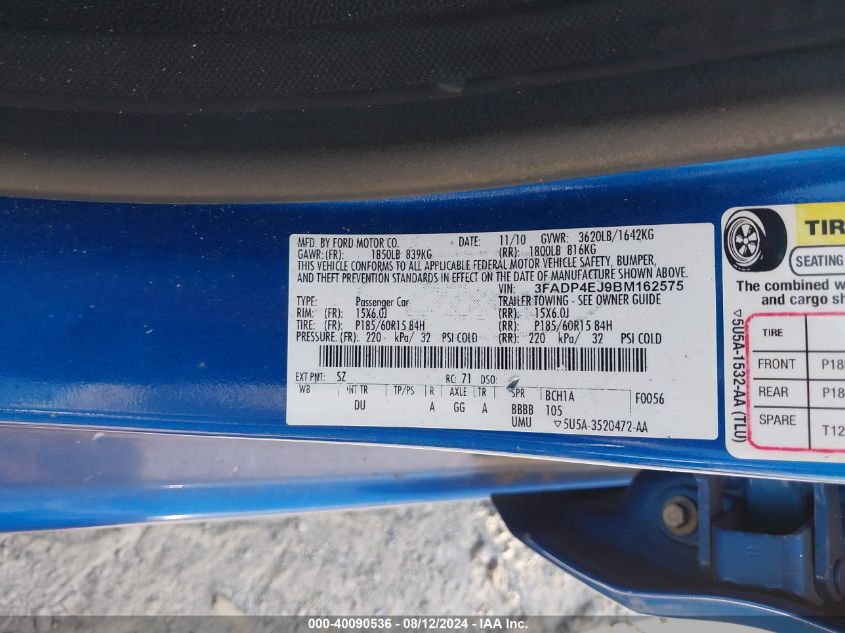 MFD. BY FORD MOTOR CO. DATE: 11/10 GVWR: 3620LB/1642KG
GAWR:(FR): 1850LB 839KG (RR): 1800LB 816KG
THIS VEHICLE CONFORMS TO ALL APPLICABLE FEDERAL MOTOR VEHICLE SAFETY, BUMPER,
AND THEFT PREVENTION STANDARDS IN EFFECT ON THE DATE OF MANUFACTURE SHOWN ABOVE.
VIN: 3FADP4EJ9BM162575
TYPE: Passenger Car TRAILER TOWING - SEE OWNER GUIDE
RIM: (FR): 15X6.0J (RR): 15X6.0J
TIRE: (FR): P185/60R15 84H (RR): P185/60R15 84H
PRESSURE: (FR): 220 kPa/ 32 PSI COLD (RR): 220 kPa/ 32 PSI COLD
EXT PNT: SZ RC: 71 DSO:
WB INT TR TP/PS R AXLE TR SPR BCH1A F0056
DU A GG A BBBB 105
UMU ▽5U5A-3520472-AA
TIR
SEATING
The combined w
and cargo sh
TIRE
FRONT P18
REAR P18
SPARE T12
▽5U5A-1532-AA (TLU)
000-40090536 - 08/12/2024 - IAA Inc.